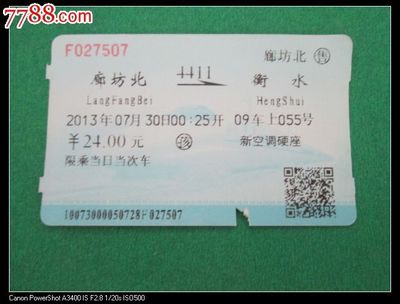 7788.com
F027507
廊坊北 售
廊坊北 4411 衡水
LangFangBei HengShui
2013年07月30日00:25开 09车上055号
￥24.00元 孩 新空调硬座
限乘当日当次车
10073000050728F027507
Canon PowerShot A3400 IS F2.8 1/20s ISO500